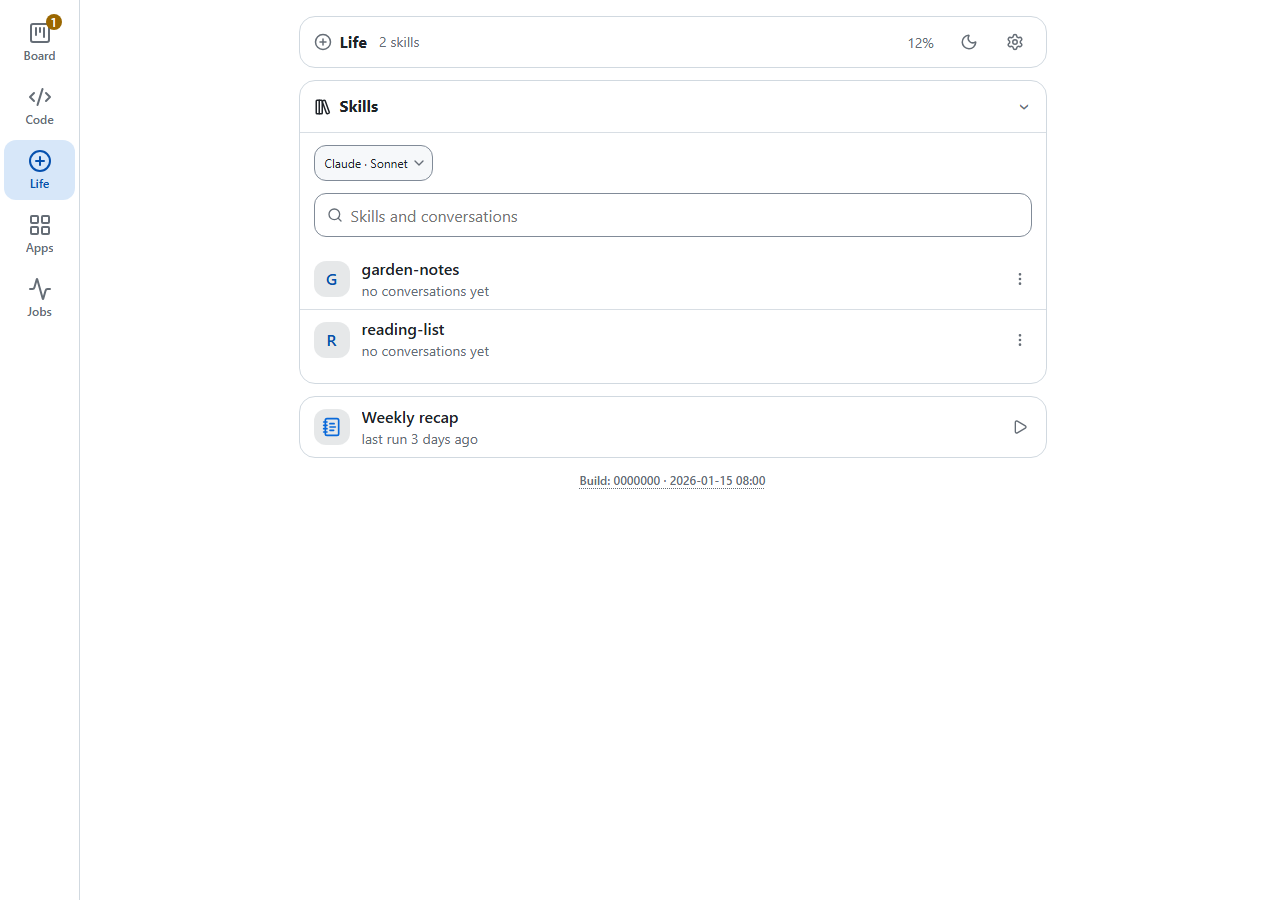 1
Board
Code
Life
Apps
Jobs
Life 2 skills 12%
Skills
Claude · Sonnet
Skills and conversations
G garden-notes
no conversations yet
R reading-list
no conversations yet
Weekly recap
last run 3 days ago
Build: 0000000 · 2026-01-15 08:00